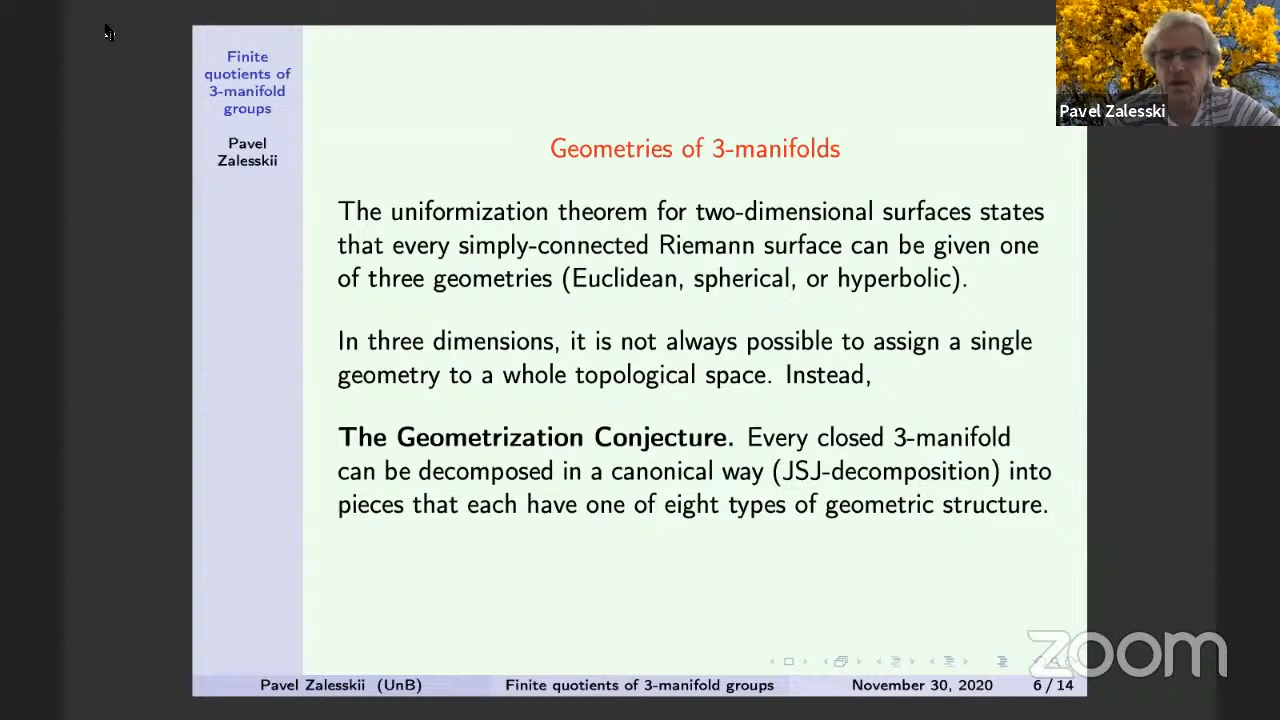 Finite
quotients of
3-manifold
groups
Pavel
Zalesskii
Geometries of 3-manifolds
The uniformization theorem for two-dimensional surfaces states
that every simply-connected Riemann surface can be given one
of three geometries (Euclidean, spherical, or hyperbolic).
In three dimensions, it is not always possible to assign a single
geometry to a whole topological space. Instead,
The Geometrization Conjecture. Every closed 3-manifold
can be decomposed in a canonical way (JSJ-decomposition) into
pieces that each have one of eight types of geometric structure.
Pavel Zalesski
zoom
Pavel Zalesskii (UnB)
Finite quotients of 3-manifold groups
November 30, 2020
6 / 14